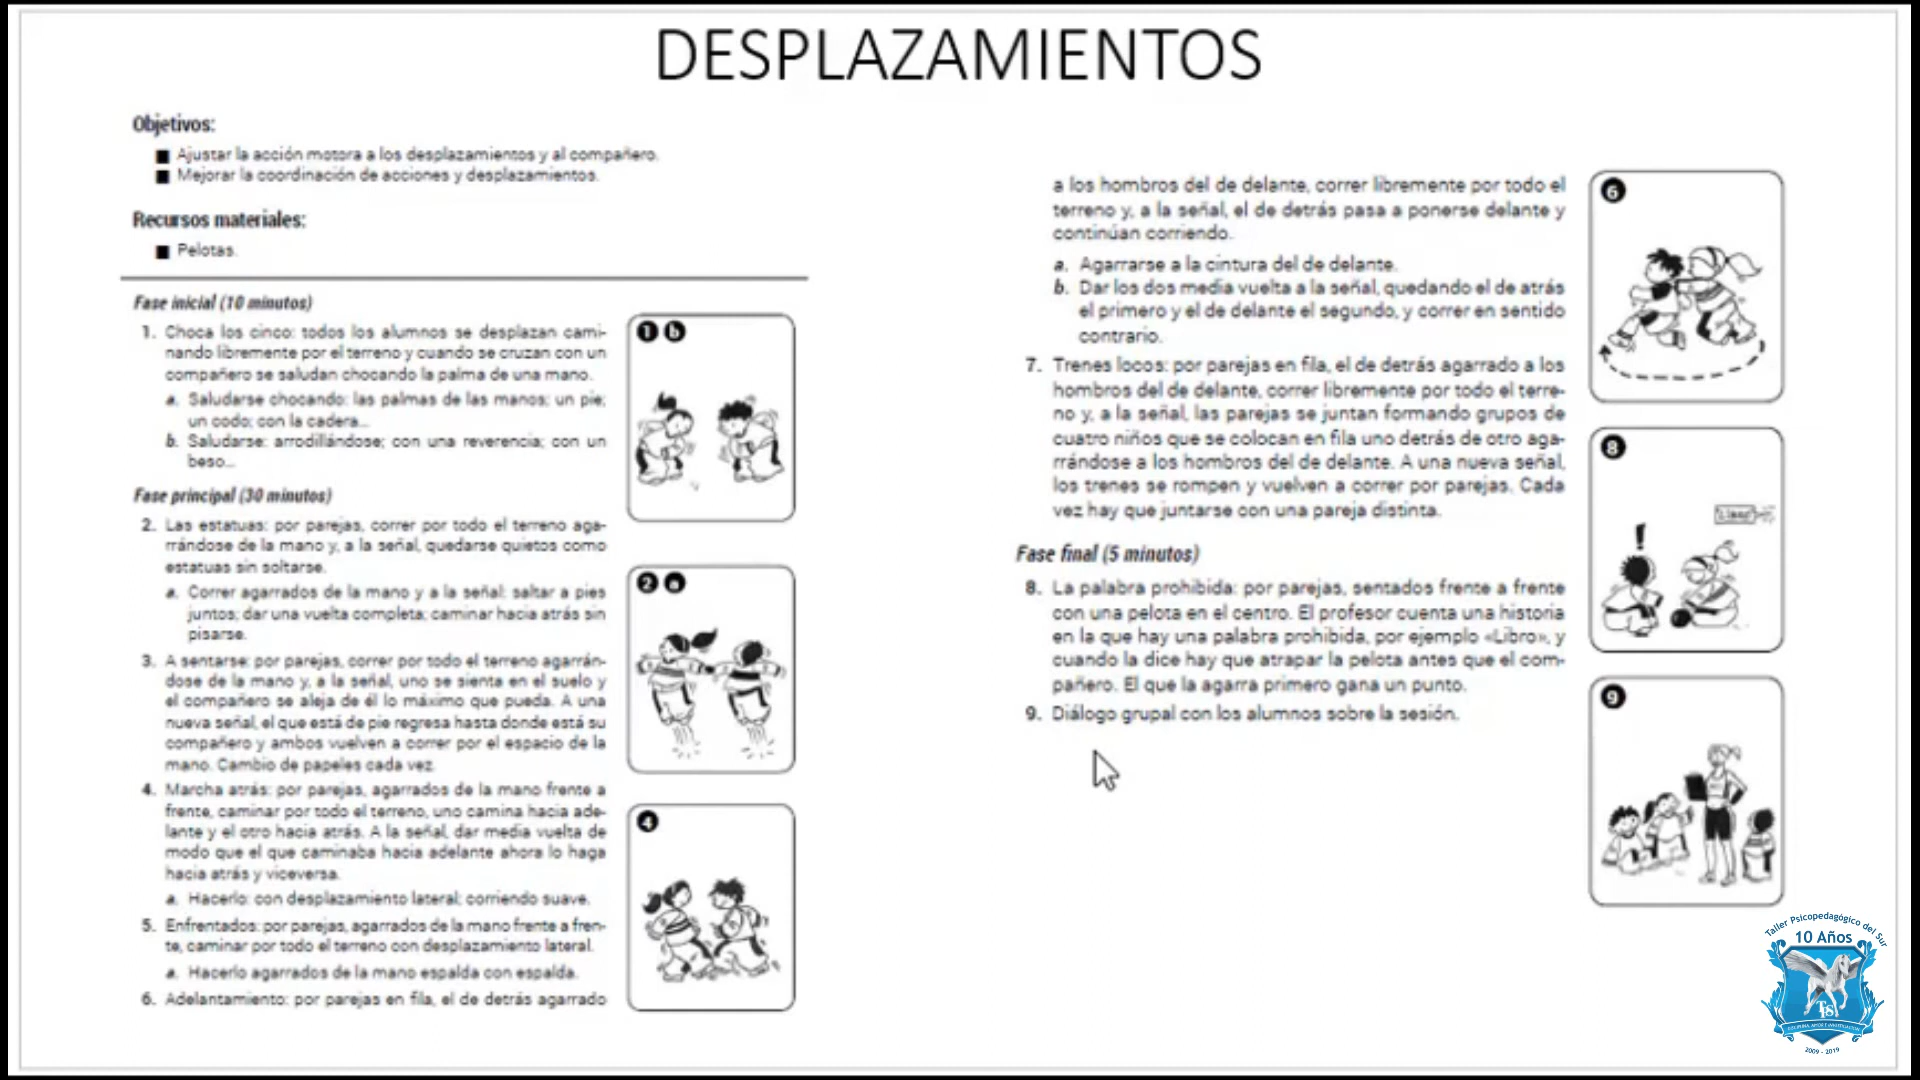 DESPLAZAMIENTOS
Objetivos:
■ Ajustar la acción motora a los desplazamientos y al compañero.
■ Mejorar la coordinación de acciones y desplazamientos.
Recursos materiales:
■ Pelotas.
Fase inicial (10 minutos)
1. Choca los cinco: todos los alumnos se desplazan cami-
nando libremente por el terreno y cuando se cruzan con un
compañero se saludan chocando la palma de una mano.
a. Saludarse chocando: las palmas de las manos; un pie;
un codo; con la cadera...
b. Saludarse: arrodillándose; con una reverencia; con un
beso...
Fase principal (30 minutos)
2. Las estatuas: por parejas, correr por todo el terreno aga-
rrándose de la mano y, a la señal, quedarse quietos como
estatuas sin soltarse.
a. Correr agarrados de la mano y a la señal: saltar a pies
juntos; dar una vuelta completa; caminar hacia atrás sin
pisarse.
3. A sentarse: por parejas, correr por todo el terreno agarrán-
dose de la mano y, a la señal, uno se sienta en el suelo y
el compañero se aleja de él lo máximo que pueda. A una
nueva señal, el que está de pie regresa hasta donde está su
compañero y ambos vuelven a correr por el espacio de la
mano. Cambio de papeles cada vez.
4. Marcha atrás: por parejas, agarrados de la mano frente a
frente, caminar por todo el terreno, uno camina hacia ade-
lante y el otro hacia atrás. A la señal, dar media vuelta de
modo que el que caminaba hacia adelante ahora lo haga
hacia atrás y viceversa.
a. Hacerlo: con desplazamiento lateral; corriendo suave.
5. Enfrentados: por parejas, agarrados de la mano frente a fren-
te, caminar por todo el terreno con desplazamiento lateral.
a. Hacerlo agarrados de la mano espalda con espalda.
6. Adelantamiento: por parejas en fila, el de detrás agarrado
1 b
2 a
4
a los hombros del de delante, correr libremente por todo el
terreno y, a la señal, el de detrás pasa a ponerse delante y
continúan corriendo.
a. Agarrarse a la cintura del de delante.
b. Dar los dos media vuelta a la señal, quedando el de atrás
el primero y el de delante el segundo, y correr en sentido
contrario.
7. Trenes locos: por parejas en fila, el de detrás agarrado a los
hombros del de delante, correr libremente por todo el terre-
no y, a la señal, las parejas se juntan formando grupos de
cuatro niños que se colocan en fila uno detrás de otro aga-
rrándose a los hombros del de delante. A una nueva señal,
los trenes se rompen y vuelven a correr por parejas. Cada
vez hay que juntarse con una pareja distinta.
Fase final (5 minutos)
8. La palabra prohibida: por parejas, sentados frente a frente
con una pelota en el centro. El profesor cuenta una historia
en la que hay una palabra prohibida, por ejemplo «Libro», y
cuando la dice hay que atrapar la pelota antes que el com-
pañero. El que la agarra primero gana un punto.
9. Diálogo grupal con los alumnos sobre la sesión.
6
8
!
9
Taller Psicopedagógico del Sur
10 Años
TPS
2009 - 2019